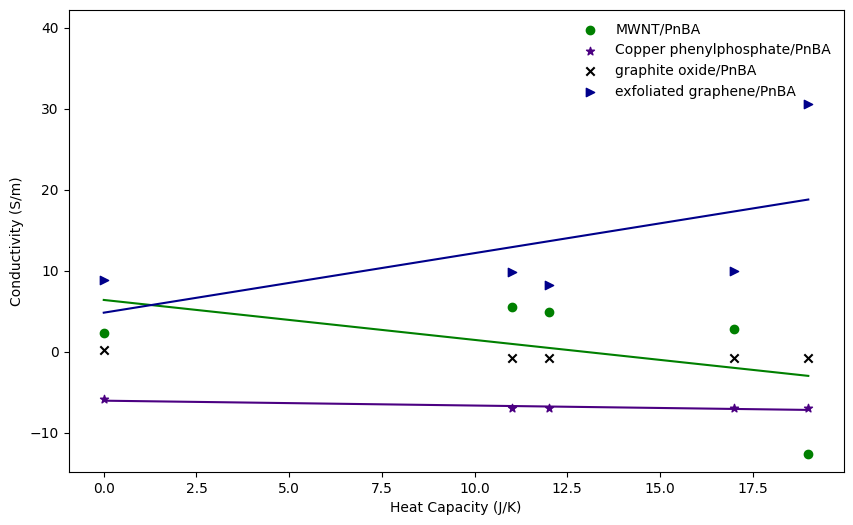 40
30
20
10
0
−10
Conductivity (S/m)
MWNT/PnBA
Copper phenylphosphate/PnBA
graphite oxide/PnBA
exfoliated graphene/PnBA
0.0 2.5 5.0 7.5 10.0 12.5 15.0 17.5
Heat Capacity (J/K)